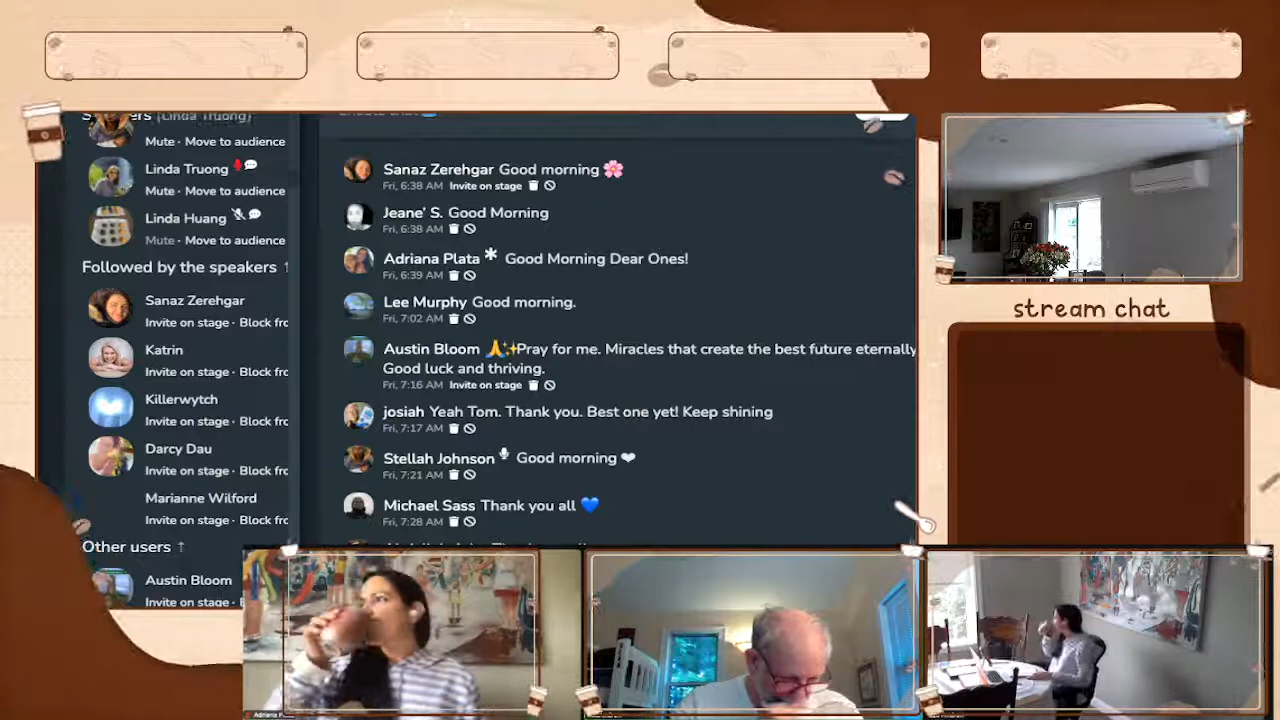 (Linda Truong)
Mute · Move to audience
Linda Truong
Mute · Move to audience
Linda Huang
Mute · Move to audience
Followed by the speakers ↑
Sanaz Zerehgar
Invite on stage · Block
Katrin
Invite on stage · Block
Killerwytch
Invite on stage · Block
Darcy Dau
Invite on stage · Block
Marianne Wilford
Invite on stage · Block
Other users ↑
Austin Bloom
Invite on stage · Block
Sanaz Zerehgar Good morning 🌸
Fri, 6:38 AM Invite on stage
Jeane' S. Good Morning
Fri, 6:38 AM
Adriana Plata * Good Morning Dear Ones!
Fri, 6:39 AM
Lee Murphy Good morning.
Fri, 7:02 AM
Austin Bloom 🙏✨Pray for me. Miracles that create the best future eternally
Good luck and thriving.
Fri, 7:16 AM Invite on stage
josiah Yeah Tom. Thank you. Best one yet! Keep shining
Fri, 7:17 AM
Stellah Johnson Good morning ❤
Fri, 7:21 AM
Michael Sass Thank you all 💙
Fri, 7:28 AM
stream chat